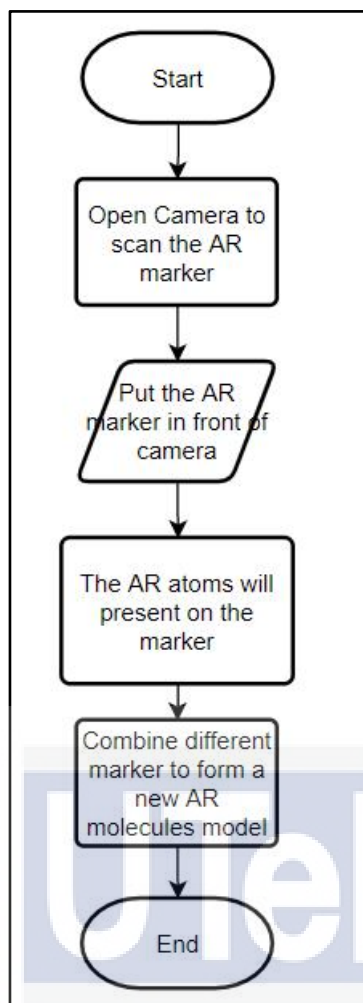 Start
Open Camera to
scan the AR
marker
Put the AR
marker in front of
camera
The AR atoms will
present on the
marker
Combine different
marker to form a
new AR
molecules model
UTe
End